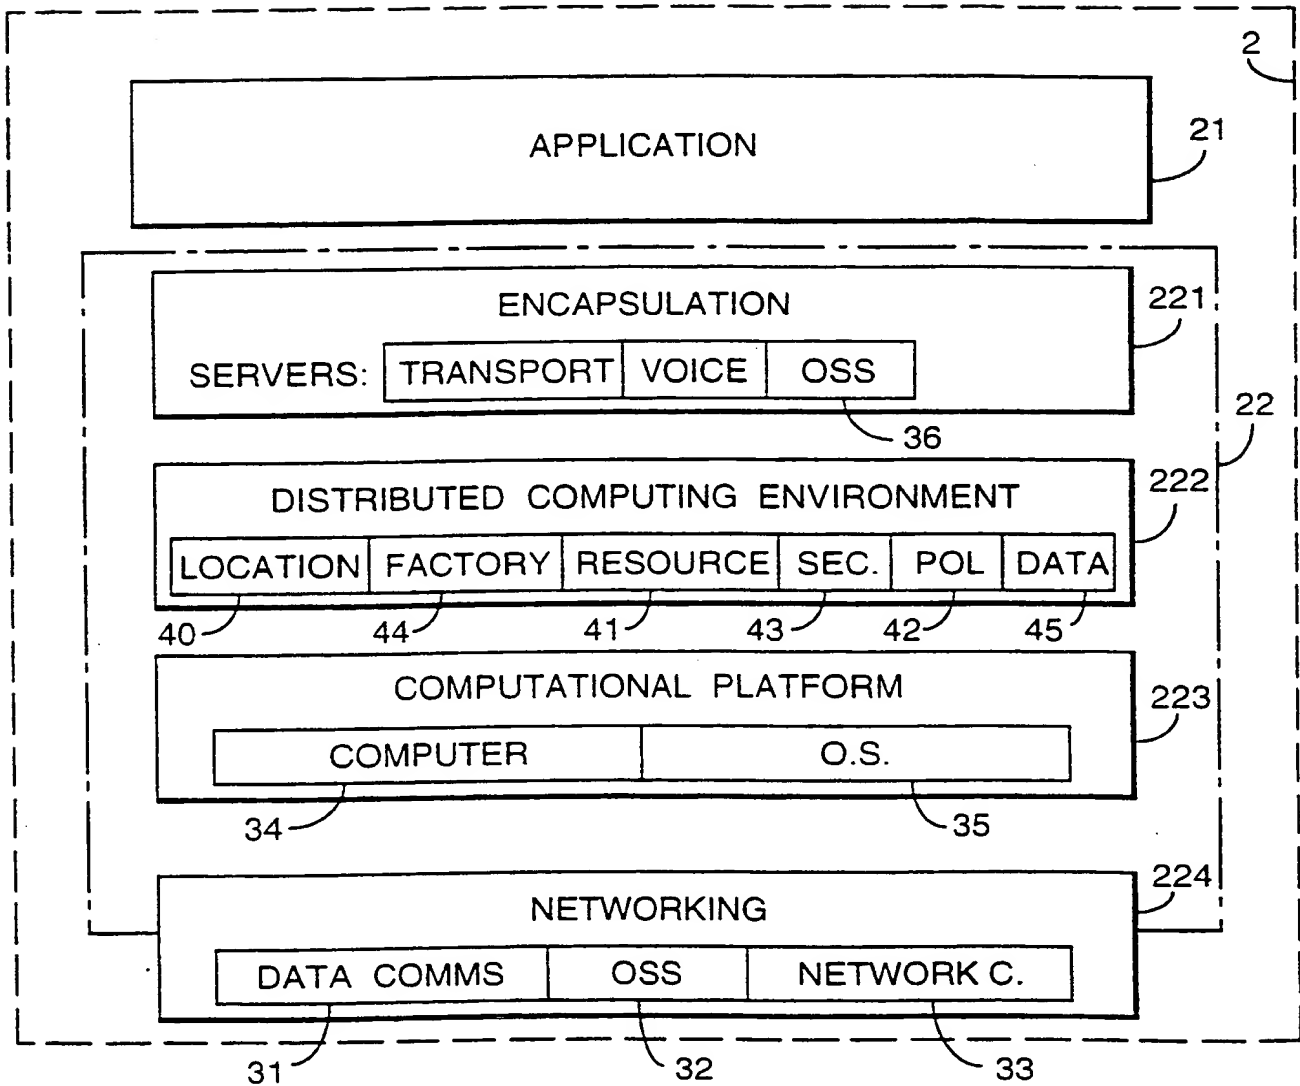 2
APPLICATION
21
ENCAPSULATION
221
SERVERS: TRANSPORT VOICE OSS
36
22
DISTRIBUTED COMPUTING ENVIRONMENT
222
LOCATION FACTORY RESOURCE SEC. POL DATA
40 44 41 43 42 45
COMPUTATIONAL PLATFORM
223
COMPUTER O.S.
34 35
NETWORKING
224
DATA COMMS OSS NETWORK C.
31 32 33